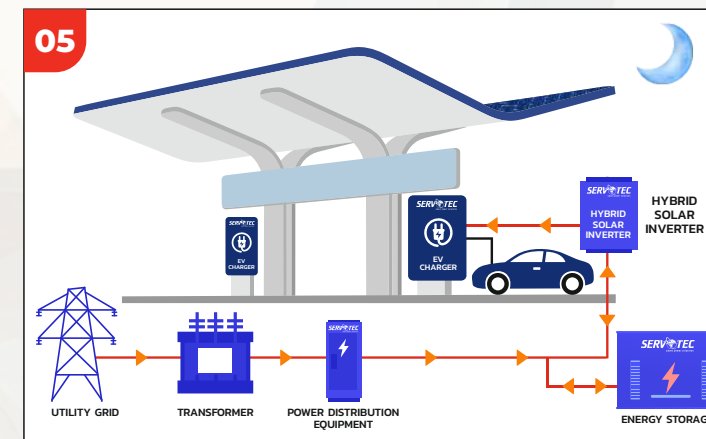 05
SERVOTEC
EV
CHARGER
SERVOTEC
EV
CHARGER
SERVOTEC
HYBRID
SOLAR
INVERTER
HYBRID
SOLAR
INVERTER
SERVOTEC
SERVOTEC
UTILITY GRID
TRANSFORMER
POWER DISTRIBUTION
EQUIPMENT
ENERGY STORAG